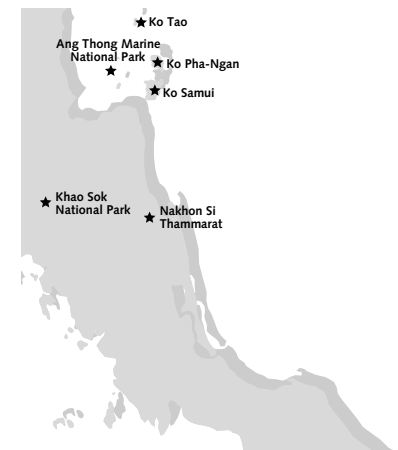 Ko Tao
Ang Thong Marine
National Park
Ko Pha-Ngan
Ko Samui
Khao Sok
National Park
Nakhon Si
Thammarat